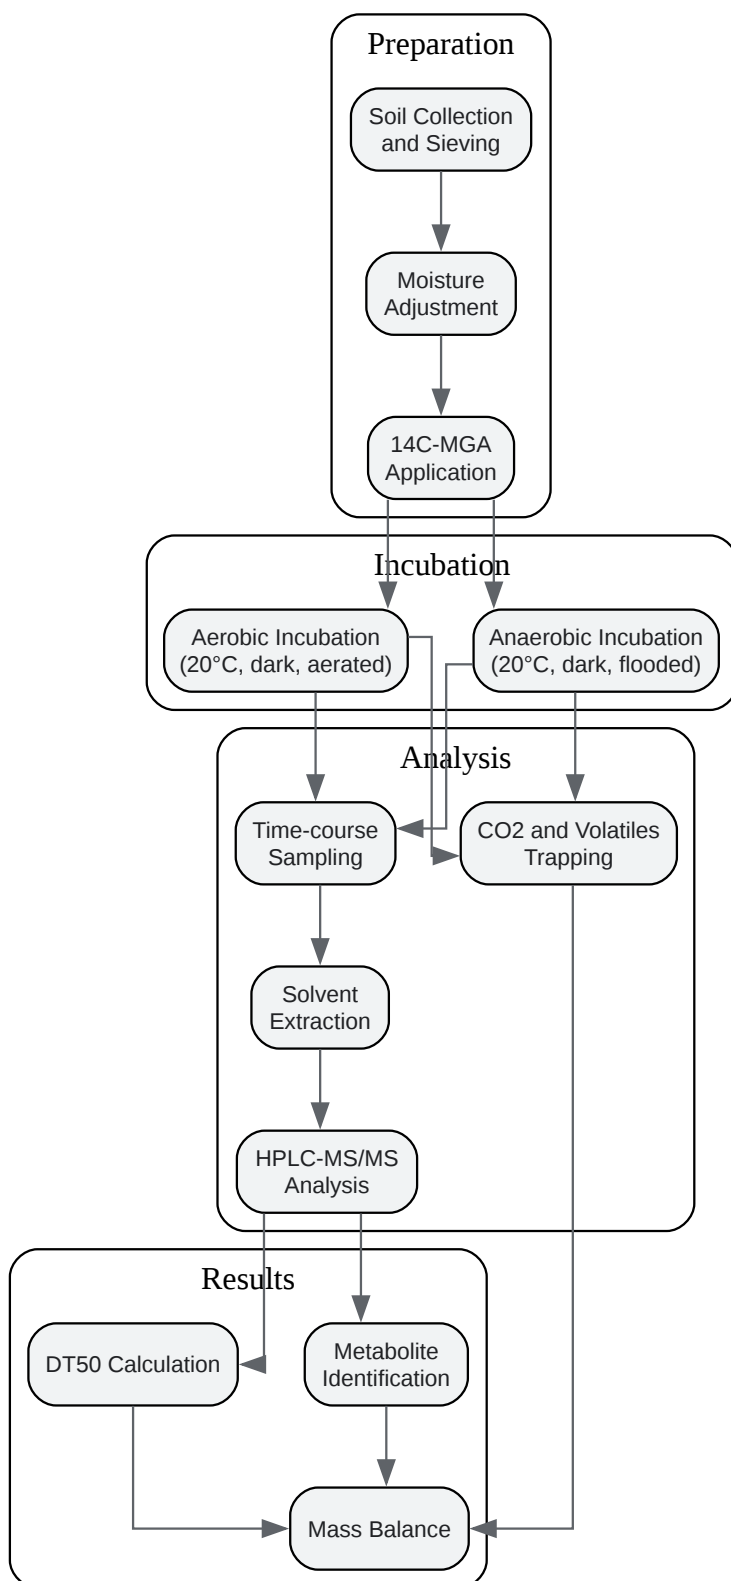 Preparation
Soil Collection
and Sieving
Moisture
Adjustment
14C-MGA
Application
Incubation
Aerobic Incubation
(20°C, dark, aerated)
Anaerobic Incubation
(20°C, dark, flooded)
Analysis
Time-course
Sampling
CO2 and Volatiles
Trapping
Solvent
Extraction
HPLC-MS/MS
Analysis
Results
DT50 Calculation
Metabolite
Identification
Mass Balance